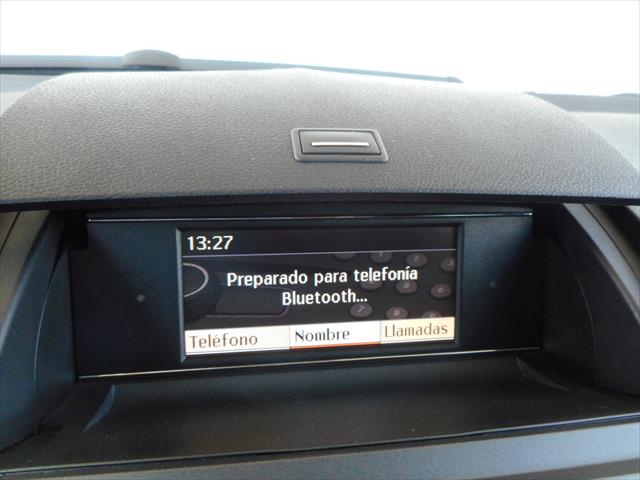 13:27
Preparado para telefonía
Bluetooth...
Teléfono Nombre Llamadas